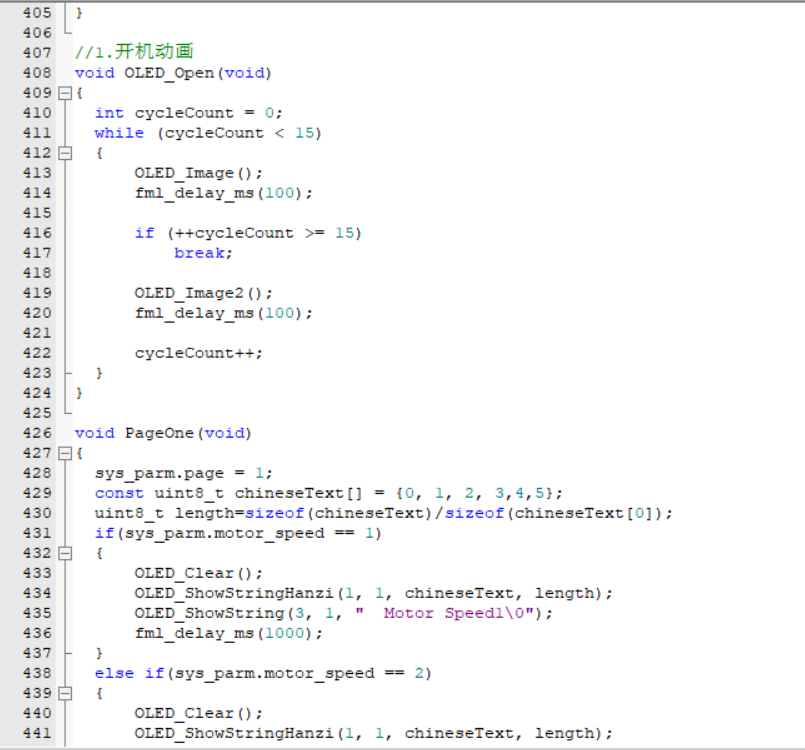 405 }
406
407 //1.开机动画
408 void OLED_Open(void)
409 {
410 int cycleCount = 0;
411 while (cycleCount < 15)
412 {
413 OLED_Image();
414 fml_delay_ms(100);
415
416 if (++cycleCount >= 15)
417 break;
418
419 OLED_Image2();
420 fml_delay_ms(100);
421
422 cycleCount++;
423 }
424 }
425
426 void PageOne(void)
427 {
428 sys_parm.page = 1;
429 const uint8_t chineseText[] = {0, 1, 2, 3,4,5};
430 uint8_t length=sizeof(chineseText)/sizeof(chineseText[0]);
431 if(sys_parm.motor_speed == 1)
432 {
433 OLED_Clear();
434 OLED_ShowStringHanzi(1, 1, chineseText, length);
435 OLED_ShowString(3, 1, "  Motor Speed1\0");
436 fml_delay_ms(1000);
437 }
438 else if(sys_parm.motor_speed == 2)
439 {
440 OLED_Clear();
441 OLED_ShowStringHanzi(1, 1, chineseText, length);